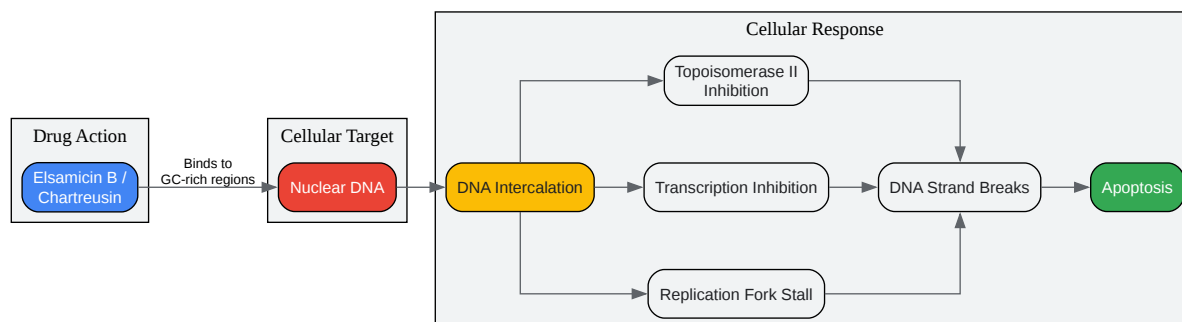 Cellular Response
Topoisomerase II
Inhibition
Drug Action
Cellular Target
Elsamicin B /
Chartreusin
Binds to
GC-rich regions
Nuclear DNA
DNA Intercalation
Transcription Inhibition
DNA Strand Breaks
Apoptosis
Replication Fork Stall